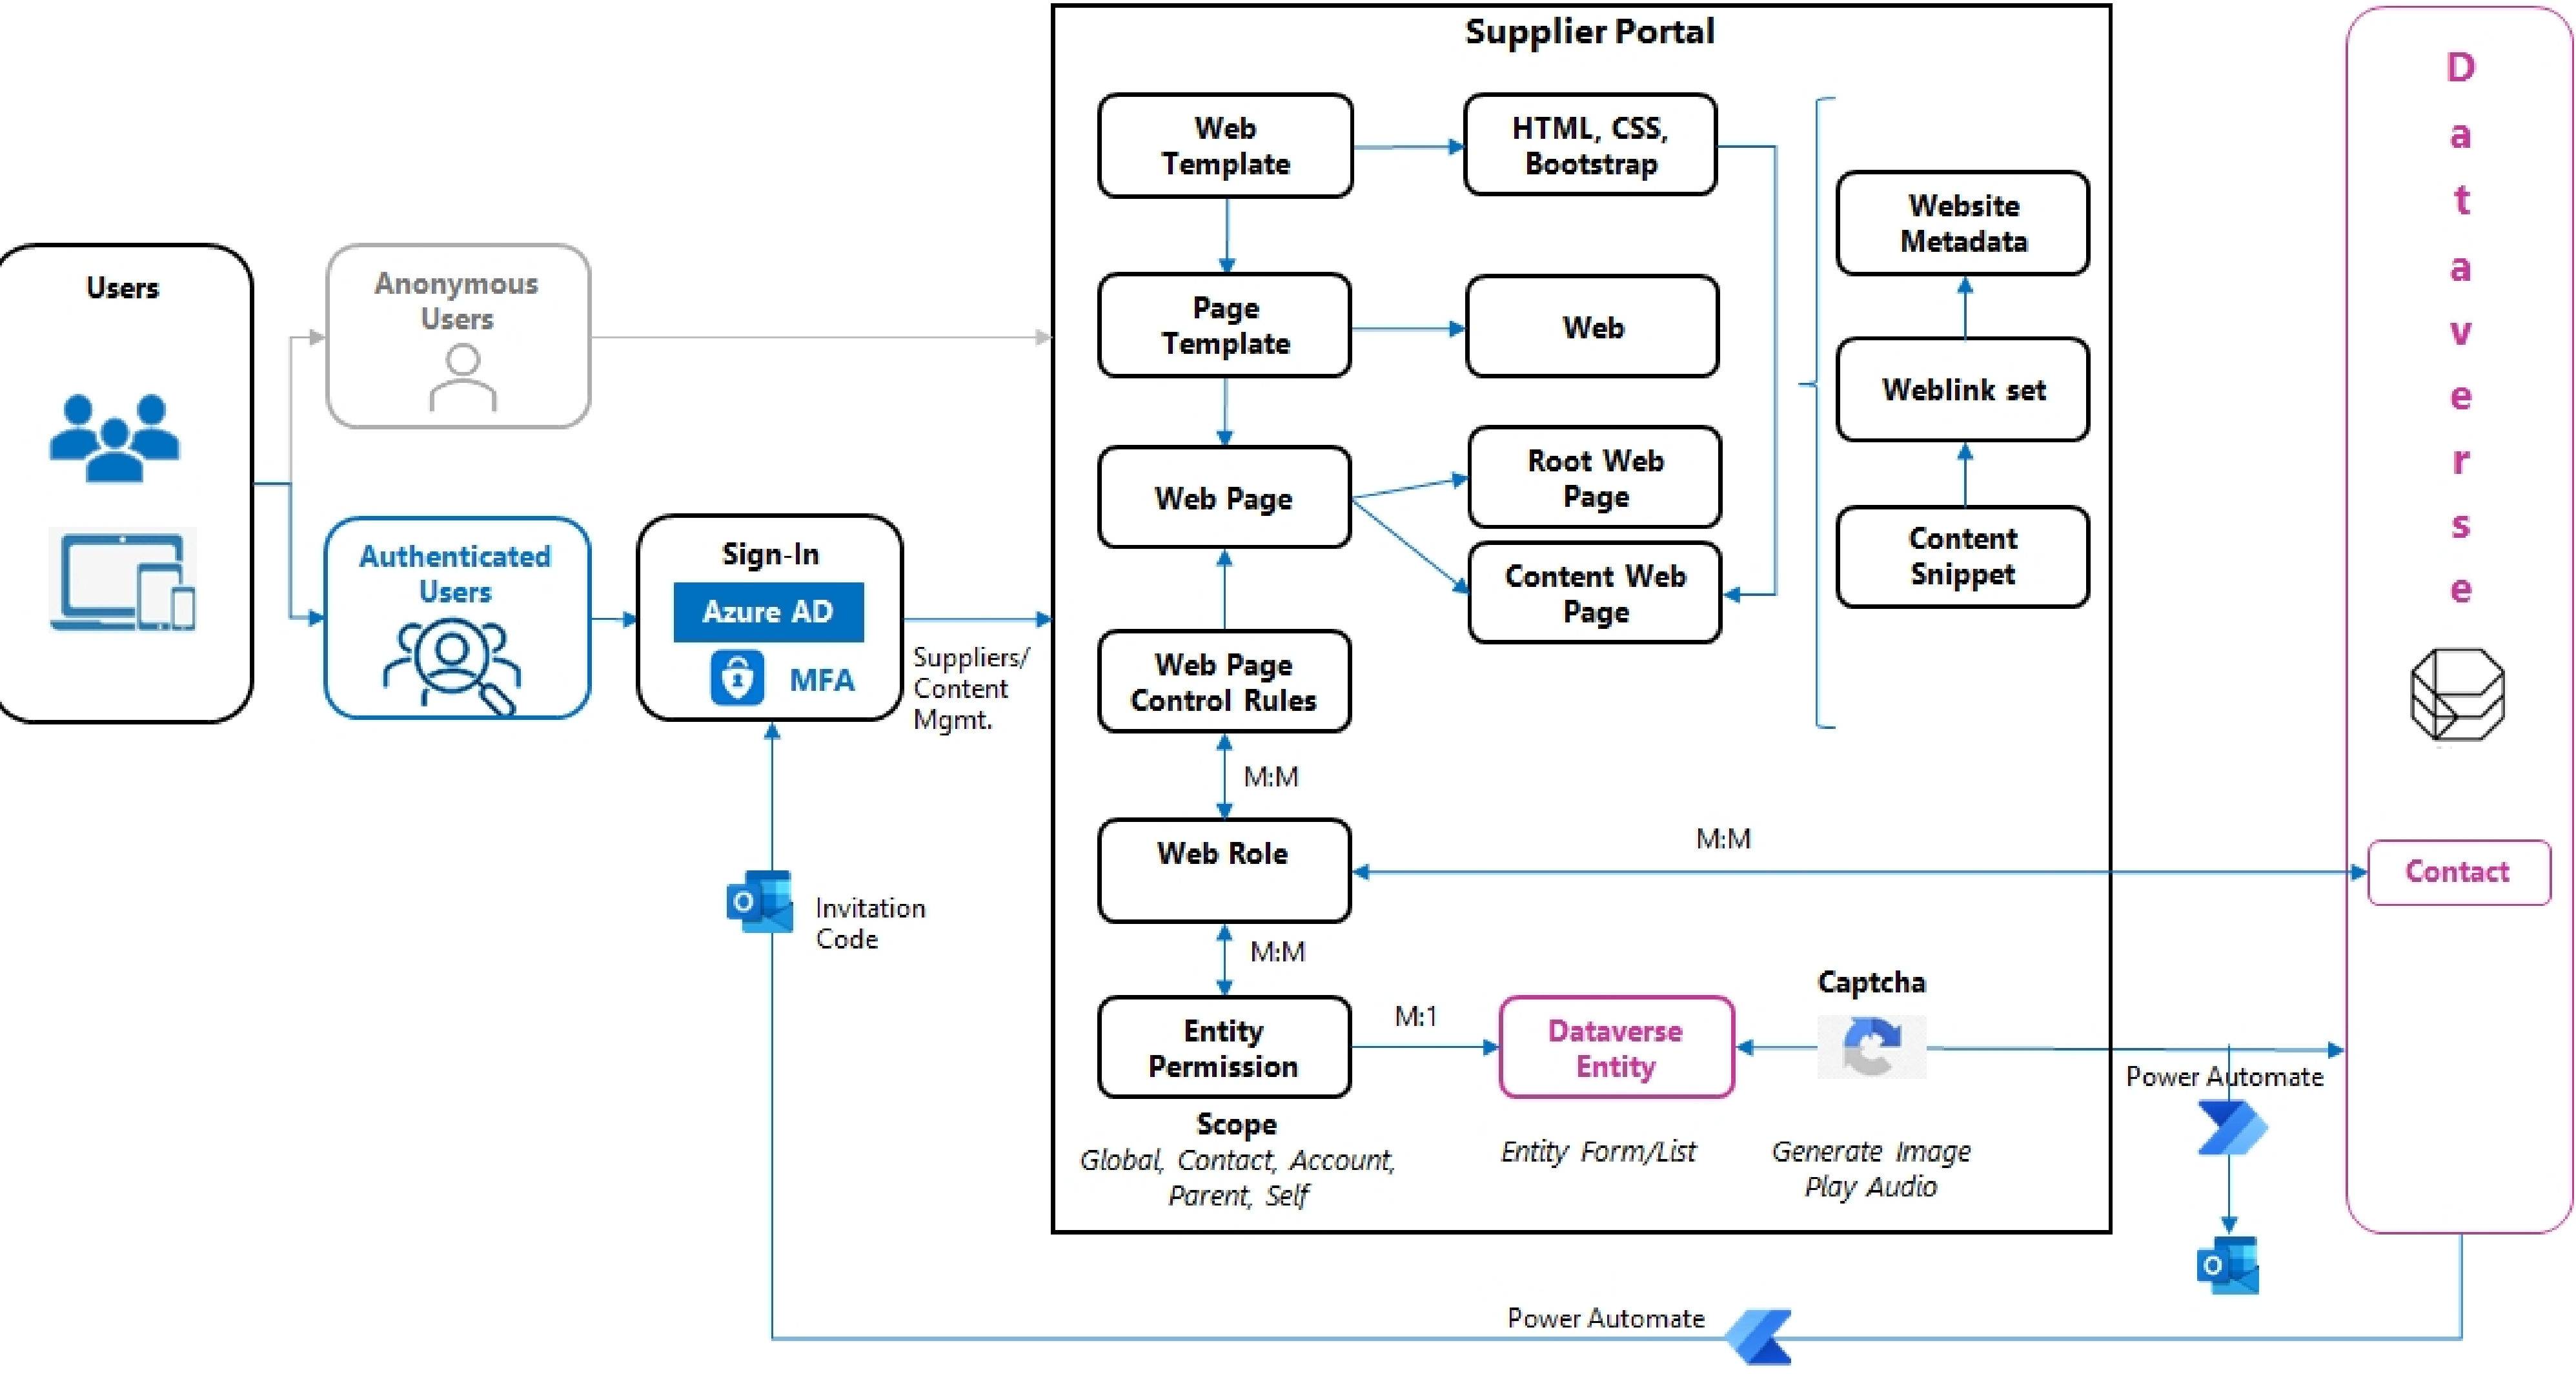 Supplier Portal
Users
Anonymous
Users
Authenticated
Users
Sign-In
Azure AD
MFA
Suppliers/
Content
Mgmt.
Invitation
Code
Web
Template
HTML, CSS,
Bootstrap
Page
Template
Web
Web Page
Root Web
Page
Content Web
Page
Web Page
Control Rules
M:M
Web Role
M:M
M:M
Entity
Permission
M:1
Dataverse
Entity
Captcha
Scope
Global, Contact, Account,
Parent, Self
Entity Form/List
Generate Image
Play Audio
Website
Metadata
Weblink set
Content
Snippet
D
a
t
a
v
e
r
s
e
Contact
Power Automate
O
O
Power Automate